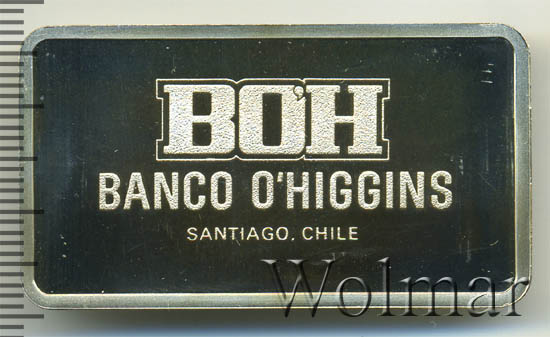 BO'H
BANCO O'HIGGINS
SANTIAGO, CHILE
Wolmar